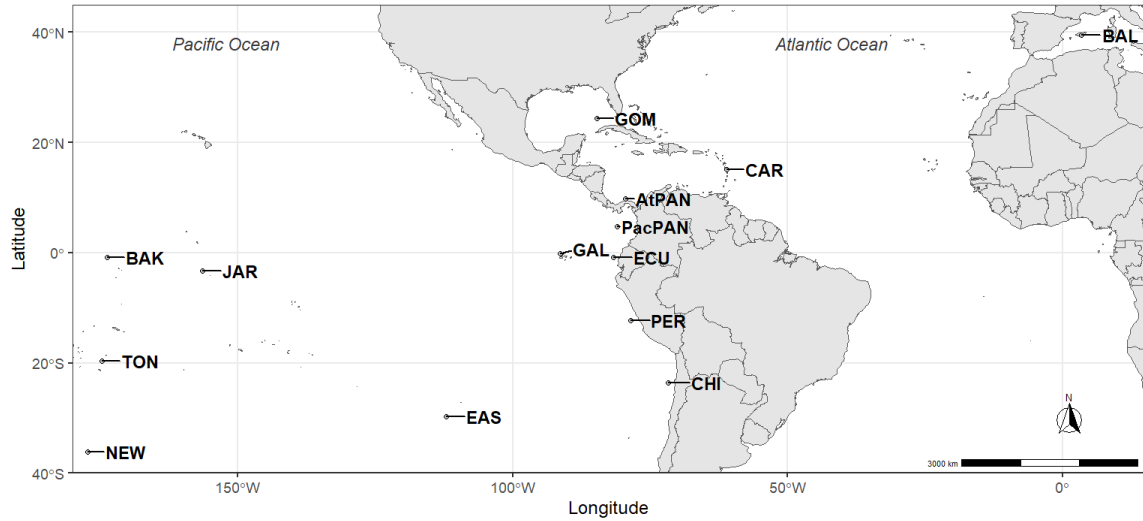 40°N
Pacific Ocean
Atlantic Ocean
BAL
GOM
20°N
CAR
AtPAN
PacPAN
0°
BAK
JAR
GAL
ECU
PER
TON
20°S
CHI
EAS
N
NEW
3000 km
40°S
150°W
100°W
50°W
0°
Longitude
Latitude